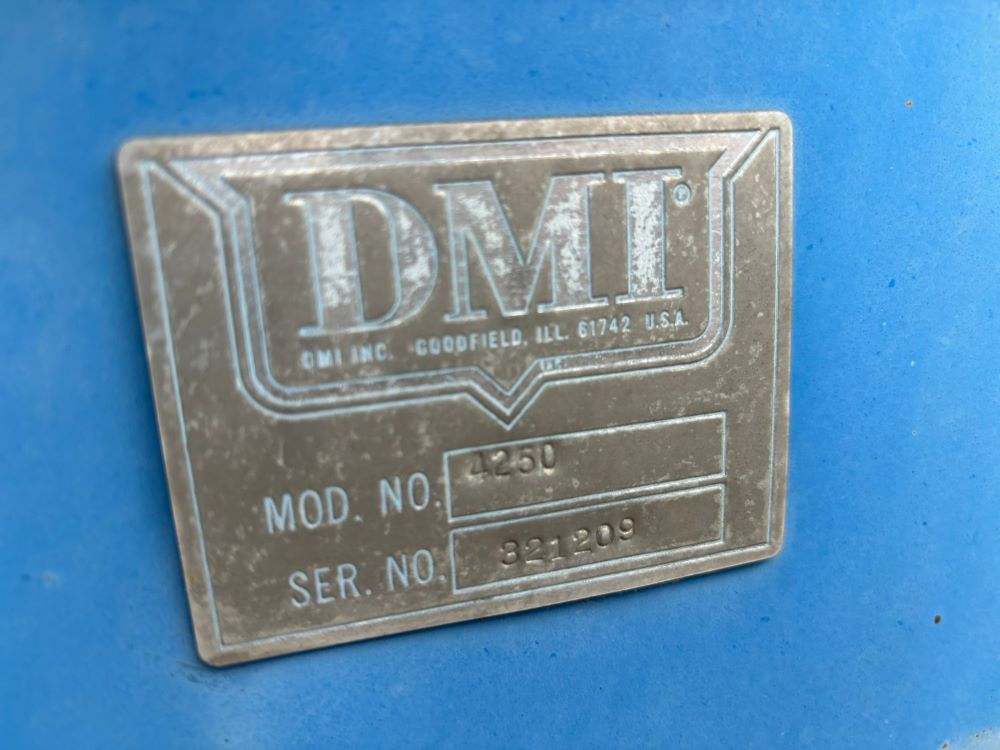 DMI®
DMI INC. GOODFIELD, ILL. 61742 U.S.A.
MOD. NO. 4250
SER. NO. 821209